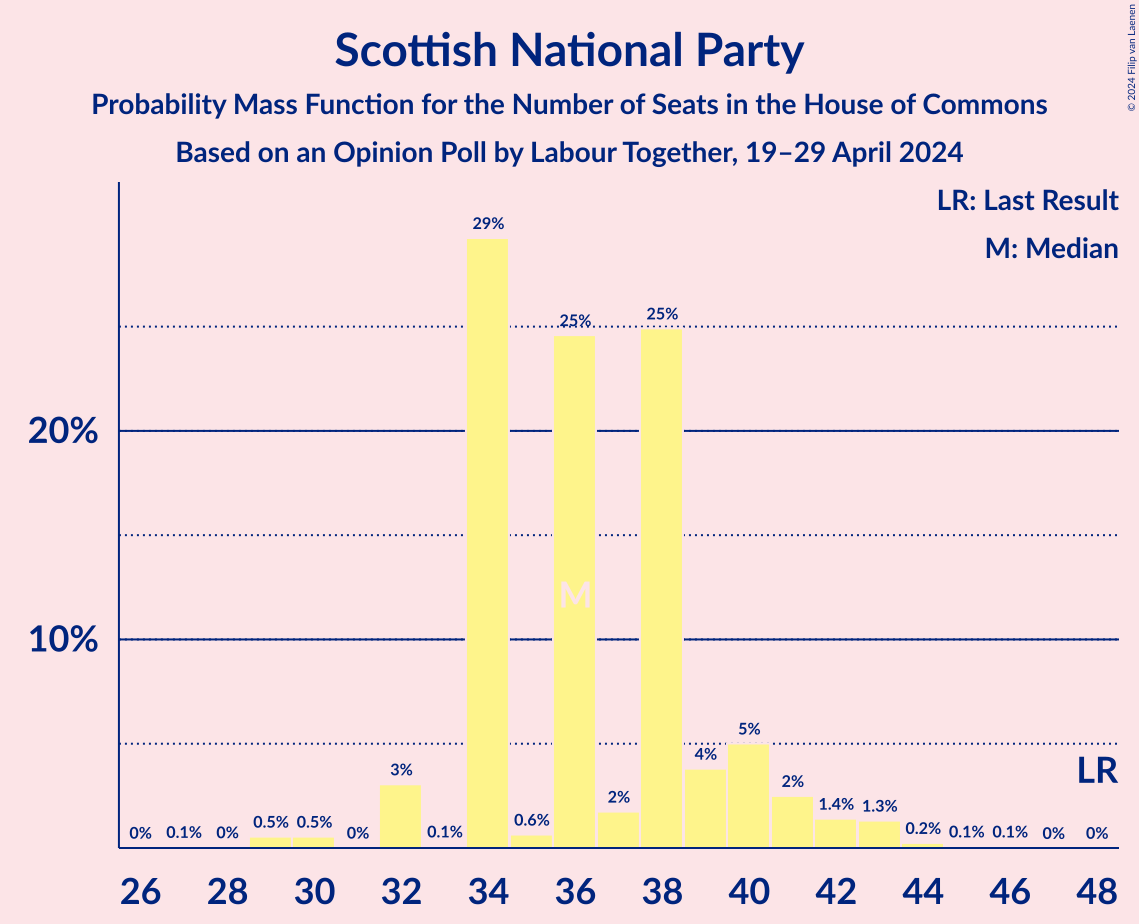 Scottish National Party
Probability Mass Function for the Number of Seats in the House of Commons
Based on an Opinion Poll by Labour Together, 19–29 April 2024
© 2024 Filip van Laenen
LR: Last Result
M: Median
29%
25%
25%
20%
M
10%
5%
4%
LR
3%
2%
2%
1.4%
1.3%
0.6%
0.5%
0.5%
0.2%
0%
0.1%
0%
0%
0.1%
0.1%
0.1%
0%
0%
26 28 30 32 34 36 38 40 42 44 46 48